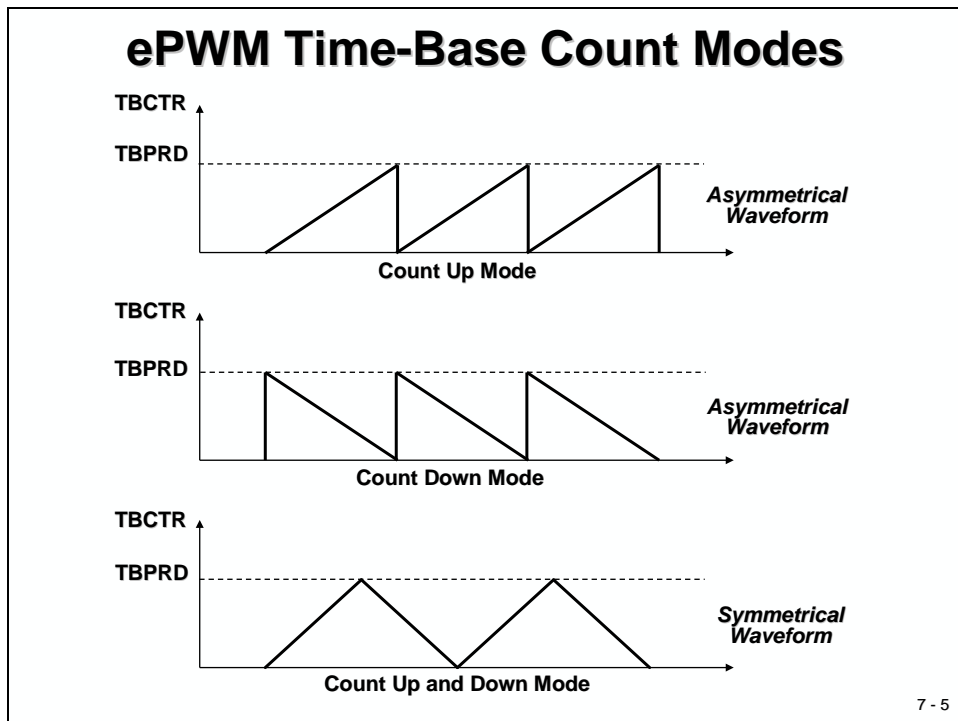 ePWM Time-Base Count Modes
TBCTR
TBPRD
Asymmetrical
Waveform
Count Up Mode
TBCTR
TBPRD
Asymmetrical
Waveform
Count Down Mode
TBCTR
TBPRD
Symmetrical
Waveform
Count Up and Down Mode
7 - 5